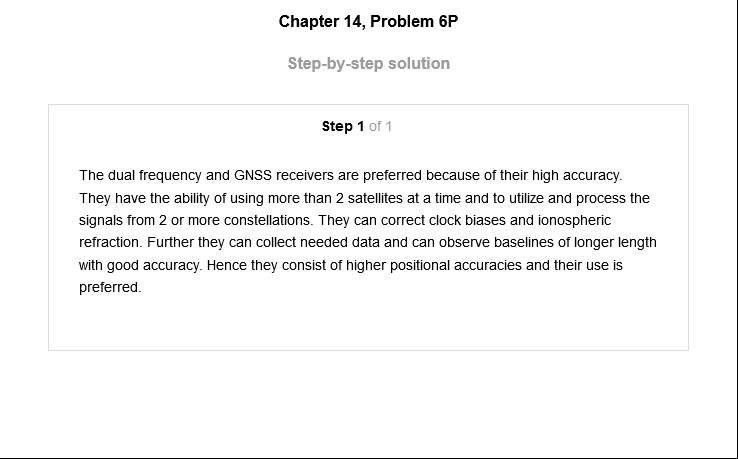 Chapter 14, Problem 6P
Step-by-step solution
Step 1 of 1
The dual frequency and GNSS receivers are preferred because of their high accuracy.
They have the ability of using more than 2 satellites at a time and to utilize and process the
signals from 2 or more constellations. They can correct clock biases and ionospheric
refraction. Further they can collect needed data and can observe baselines of longer length
with good accuracy. Hence they consist of higher positional accuracies and their use is
preferred.